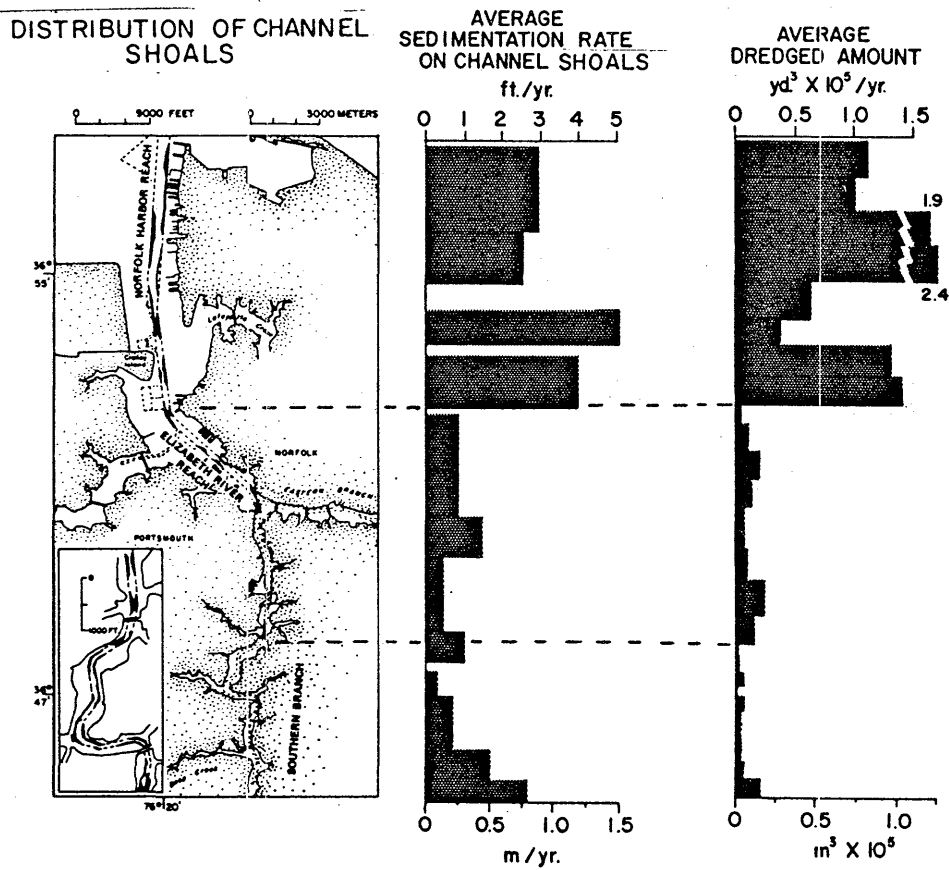 DISTRIBUTION OF CHANNEL
SHOALS
AVERAGE
SEDIMENTATION RATE
ON CHANNEL SHOALS
ft./yr.
AVERAGE
DREDGED AMOUNT
yd³ X 10⁵/yr.
0 9000 FEET
0 3000 METERS
0 1 2 3 4 5
0 0.5 1.0 1.5
NORFOLK HARBOR REACH
1.9
36°
55'
2.4
ELIZABETH RIVER
REACH
NORFOLK
EASTERN BRANCH
PORTSMOUTH
0
1000 FT.
36°
47'
SOUTHERN BRANCH
76° 20'
0 0.5 1.0 1.5
m/yr.
0 0.5 1.0
m³ X 10⁵